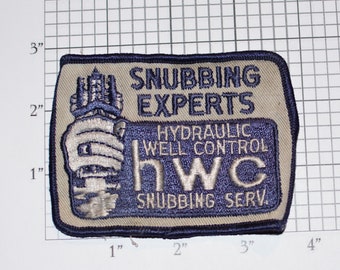 SNUBBING
EXPERTS
HYDRAULIC
WELL CONTROL
hwc
SNUBBING SERV.
3"
2"
1"
1" 2" 3" 4"